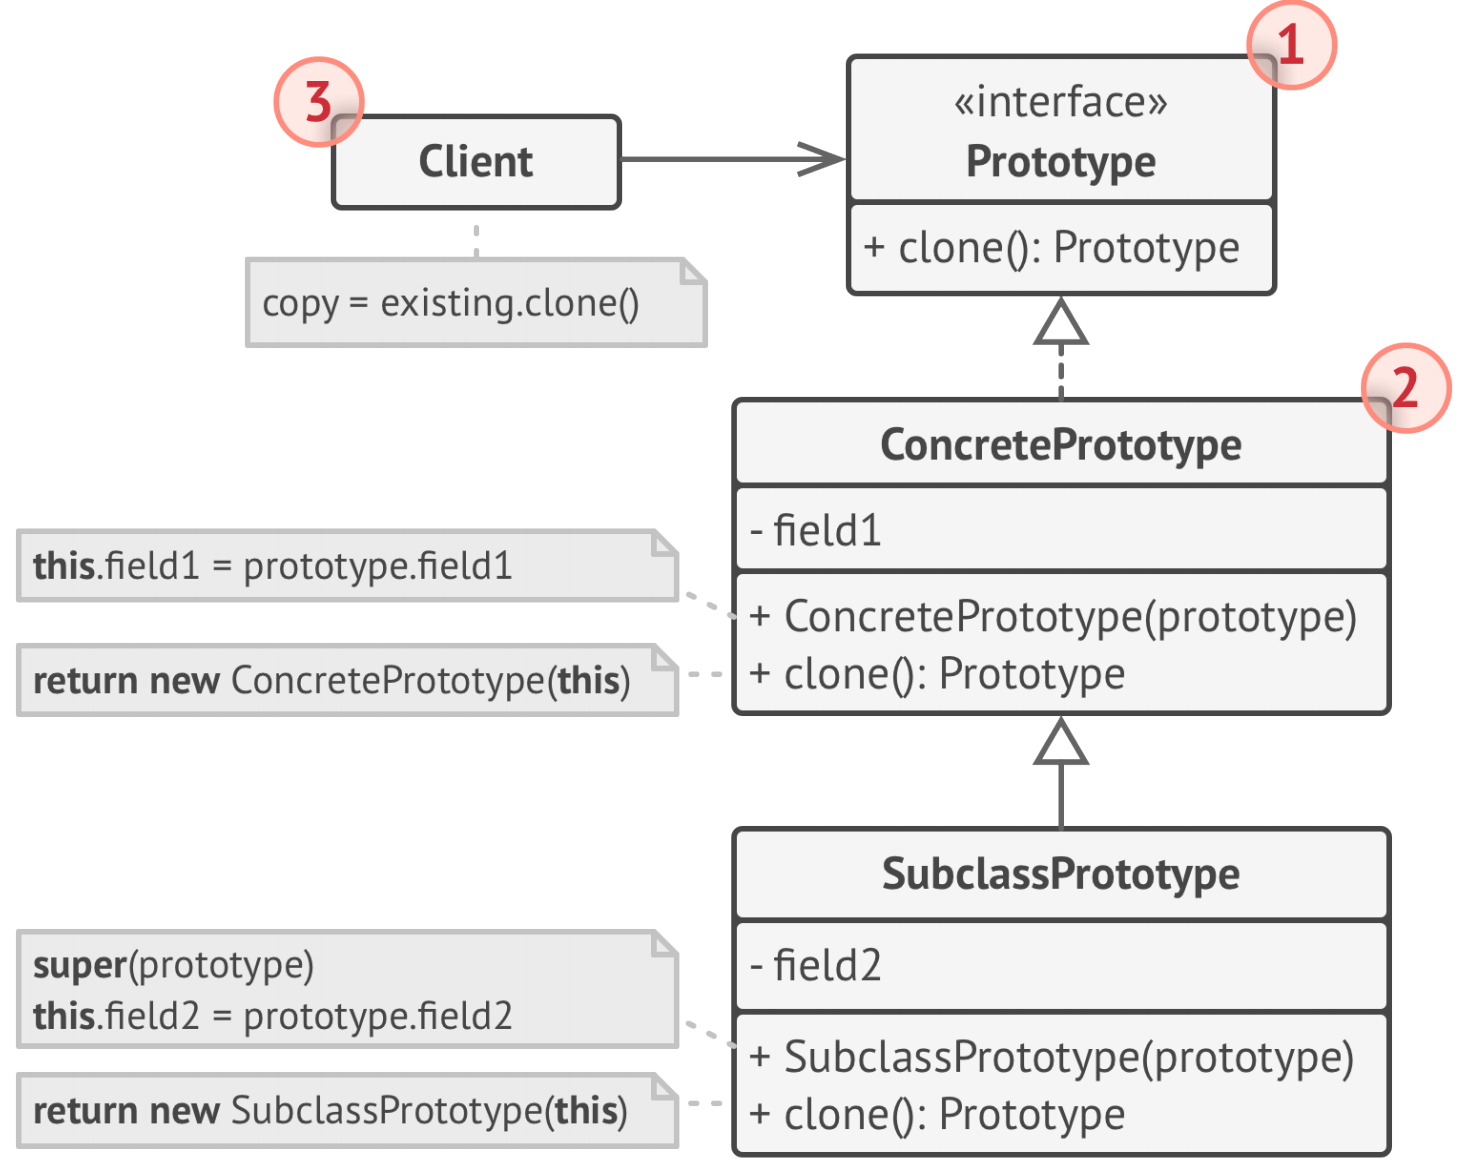 1
«interface»
Prototype
+ clone(): Prototype
3
Client
copy = existing.clone()
2
ConcretePrototype
- field1
+ ConcretePrototype(prototype)
+ clone(): Prototype
this.field1 = prototype.field1
return new ConcretePrototype(this)
SubclassPrototype
- field2
+ SubclassPrototype(prototype)
+ clone(): Prototype
super(prototype)
this.field2 = prototype.field2
return new SubclassPrototype(this)